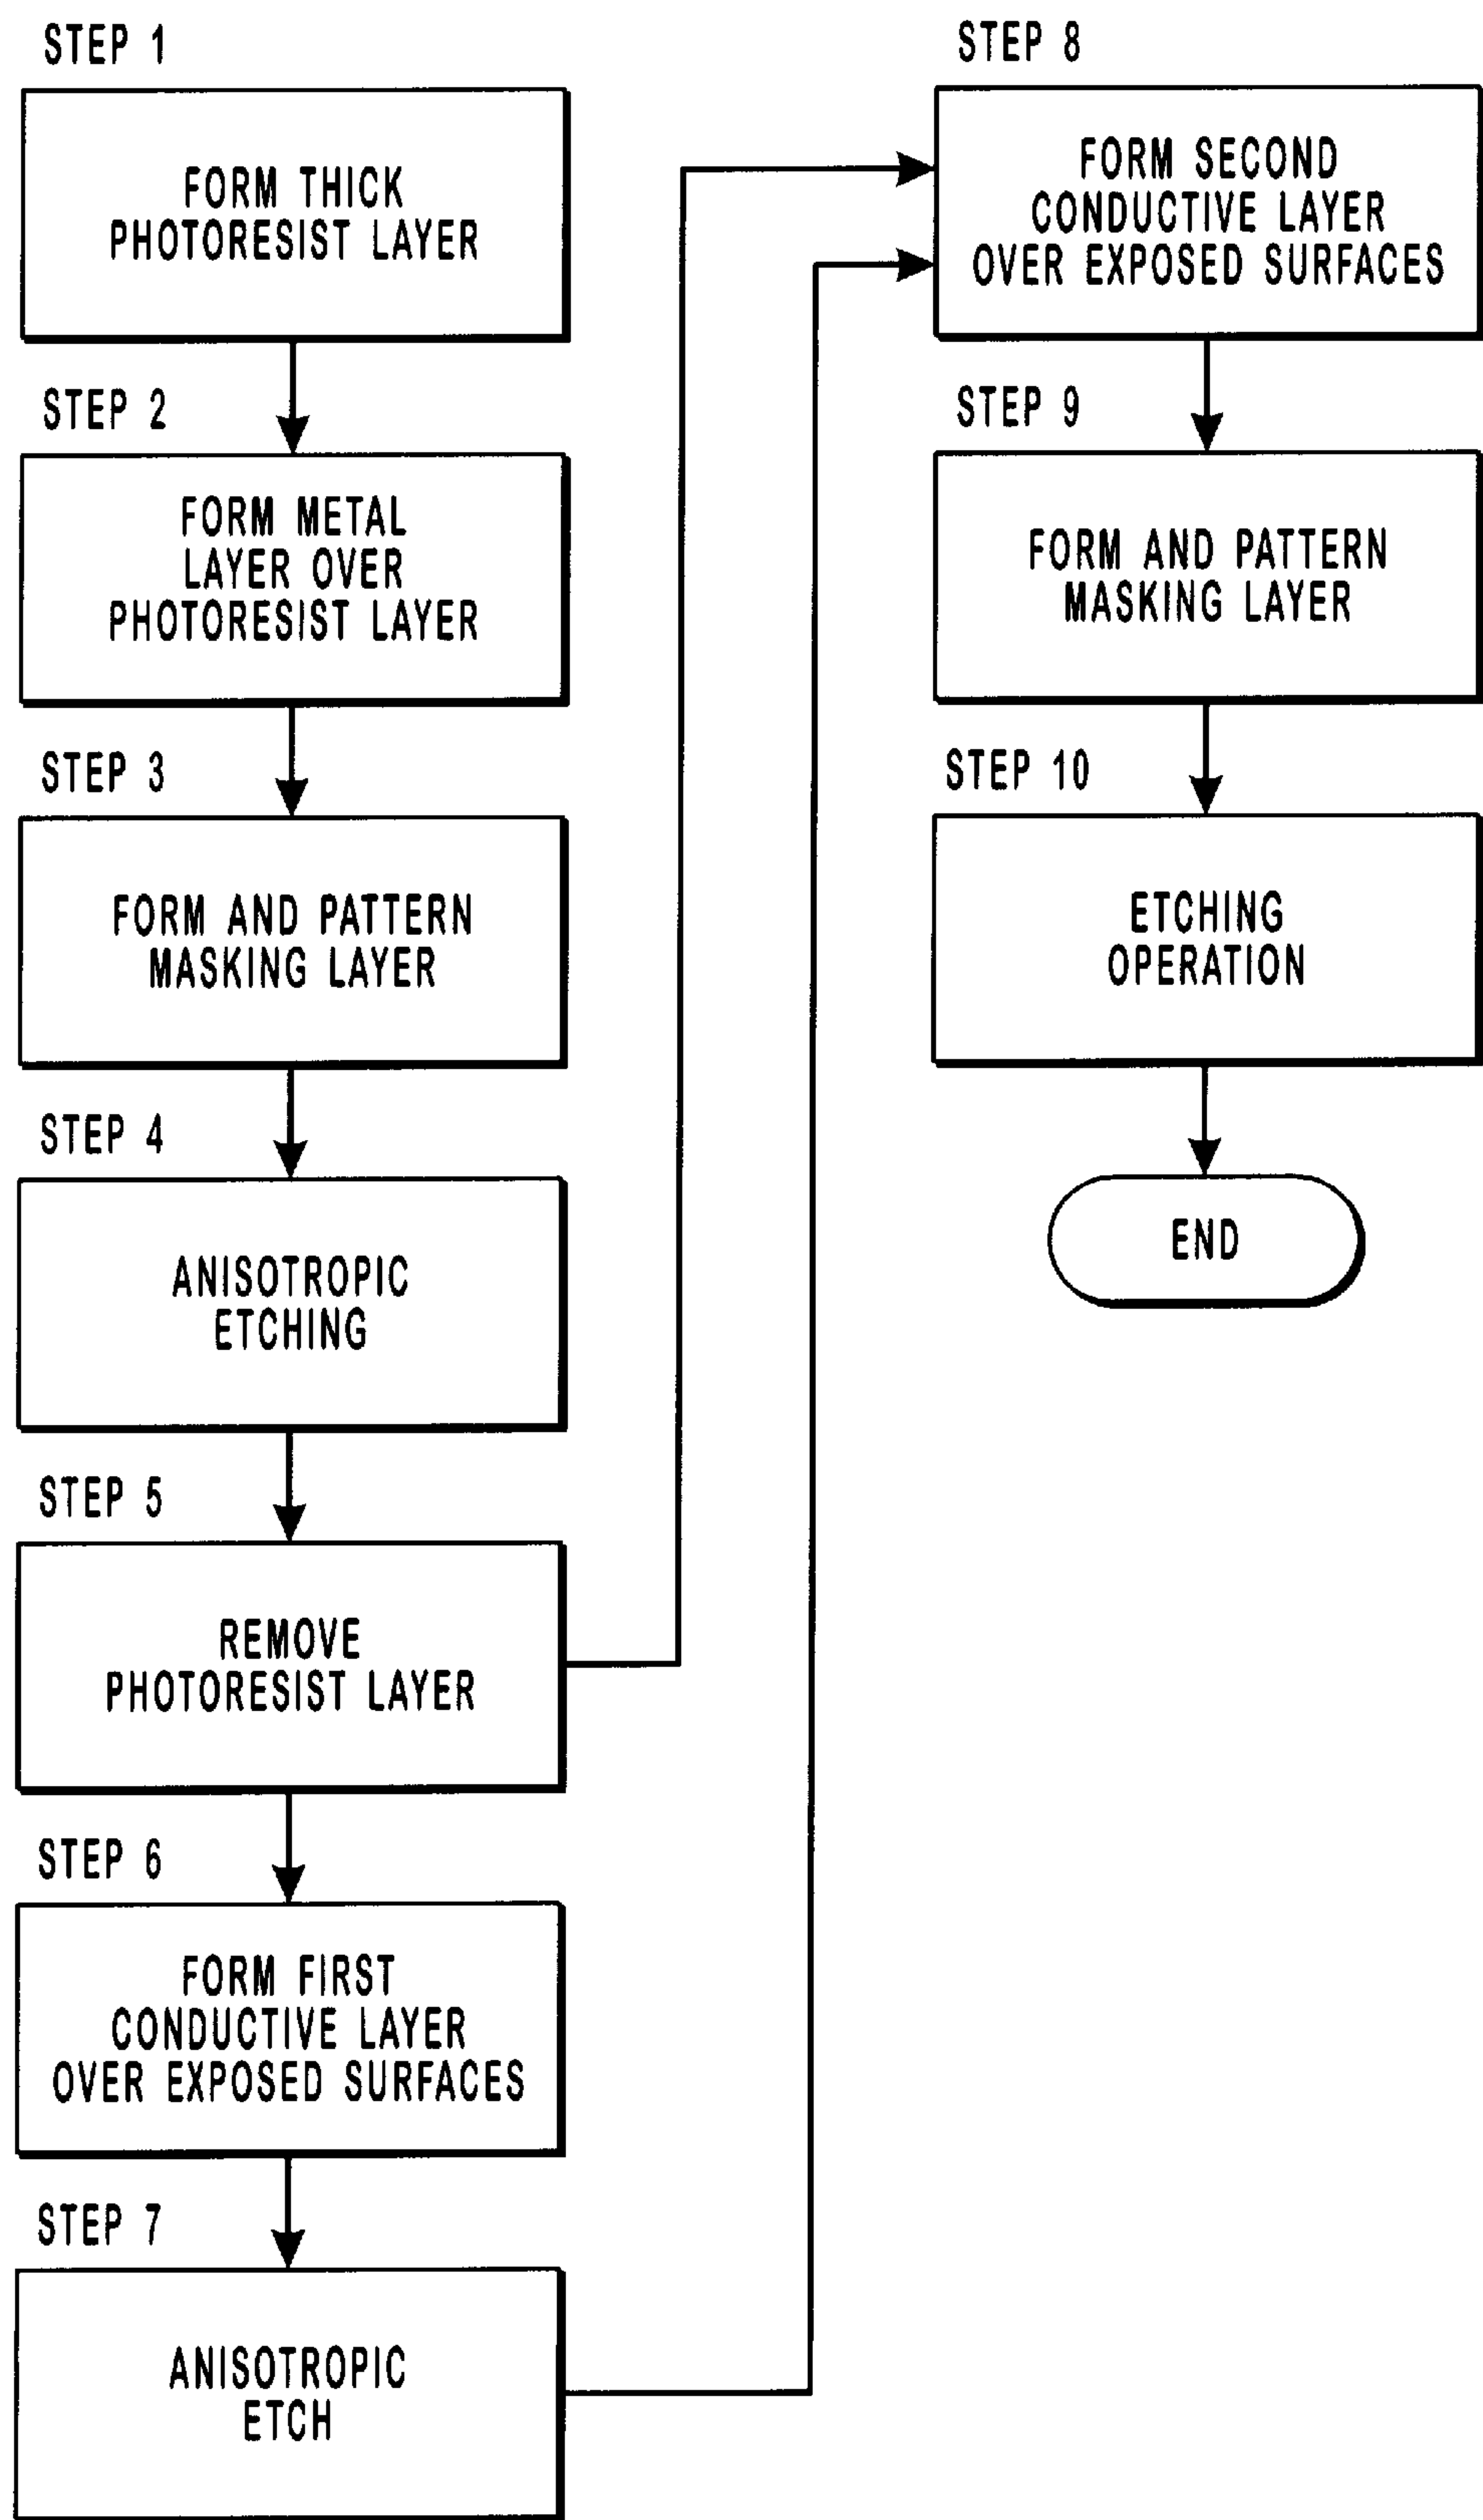 STEP 1
FORM THICK
PHOTORESIST LAYER
STEP 2
FORM METAL
LAYER OVER
PHOTORESIST LAYER
STEP 3
FORM AND PATTERN
MASKING LAYER
STEP 4
ANISOTROPIC
ETCHING
STEP 5
REMOVE
PHOTORESIST LAYER
STEP 6
FORM FIRST
CONDUCTIVE LAYER
OVER EXPOSED SURFACES
STEP 7
ANISOTROPIC
ETCH
STEP 8
FORM SECOND
CONDUCTIVE LAYER
OVER EXPOSED SURFACES
STEP 9
FORM AND PATTERN
MASKING LAYER
STEP 10
ETCHING
OPERATION
END